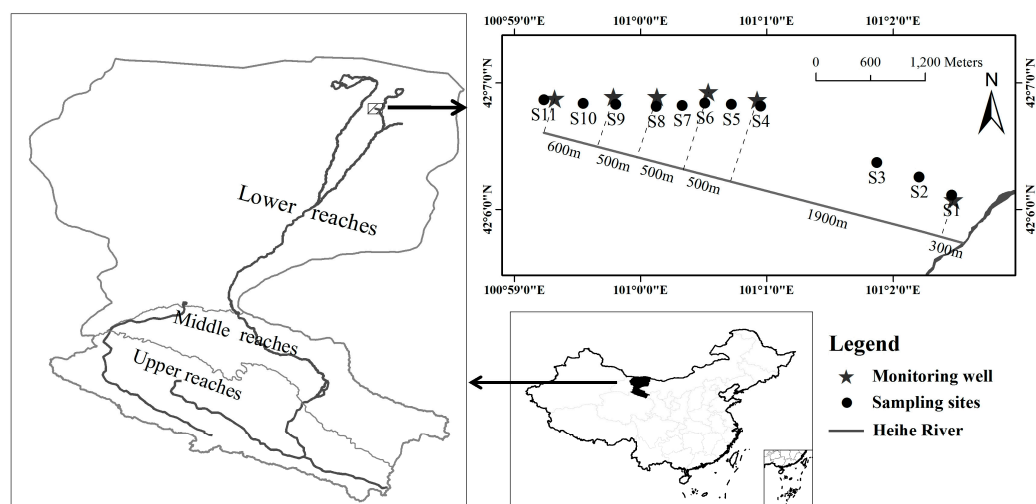 Lower reaches
Middle reaches
Upper reaches
100°59'0"E
101°0'0"E
101°1'0"E
101°2'0"E
42°7'0"N
42°6'0"N
42°7'0"N
42°6'0"N
0 600 1,200 Meters
N
S11 S10 S9 S8 S7 S6 S5 S4
S3
S2
S1
600m
500m
500m
500m
1900m
300m
100°59'0"E
101°0'0"E
101°1'0"E
101°2'0"E
Legend
Monitoring well
Sampling sites
Heihe River